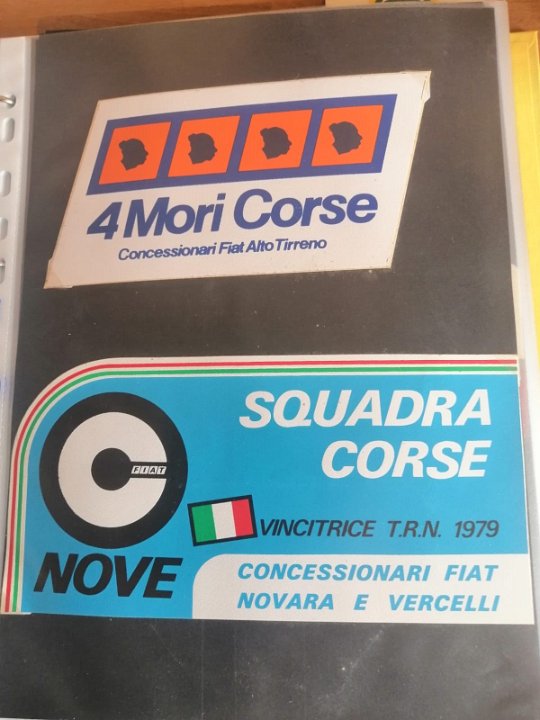 4 Mori Corse
Concessionari Fiat Alto Tirreno
SQUADRA
CORSE
FIAT
VINCITRICE T.R.N. 1979
NOVE
CONCESSIONARI FIAT
NOVARA E VERCELLI